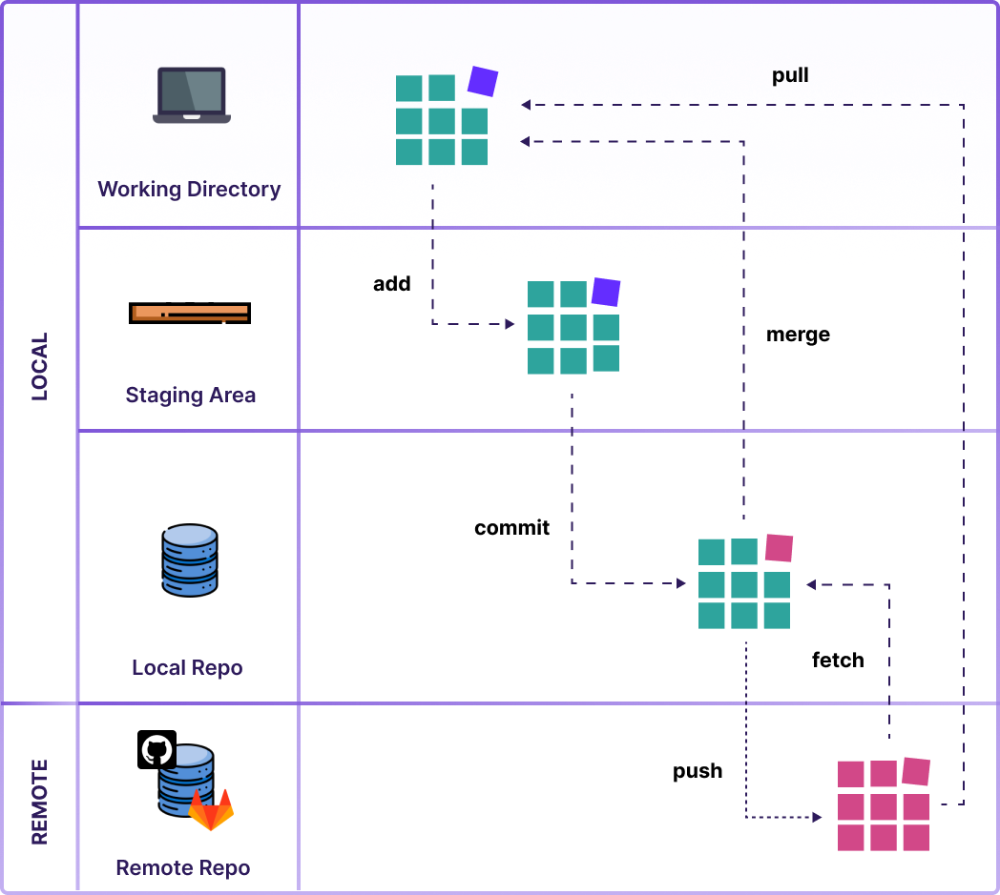 pull
Working Directory
add
merge
LOCAL
Staging Area
commit
fetch
Local Repo
push
REMOTE
Remote Repo